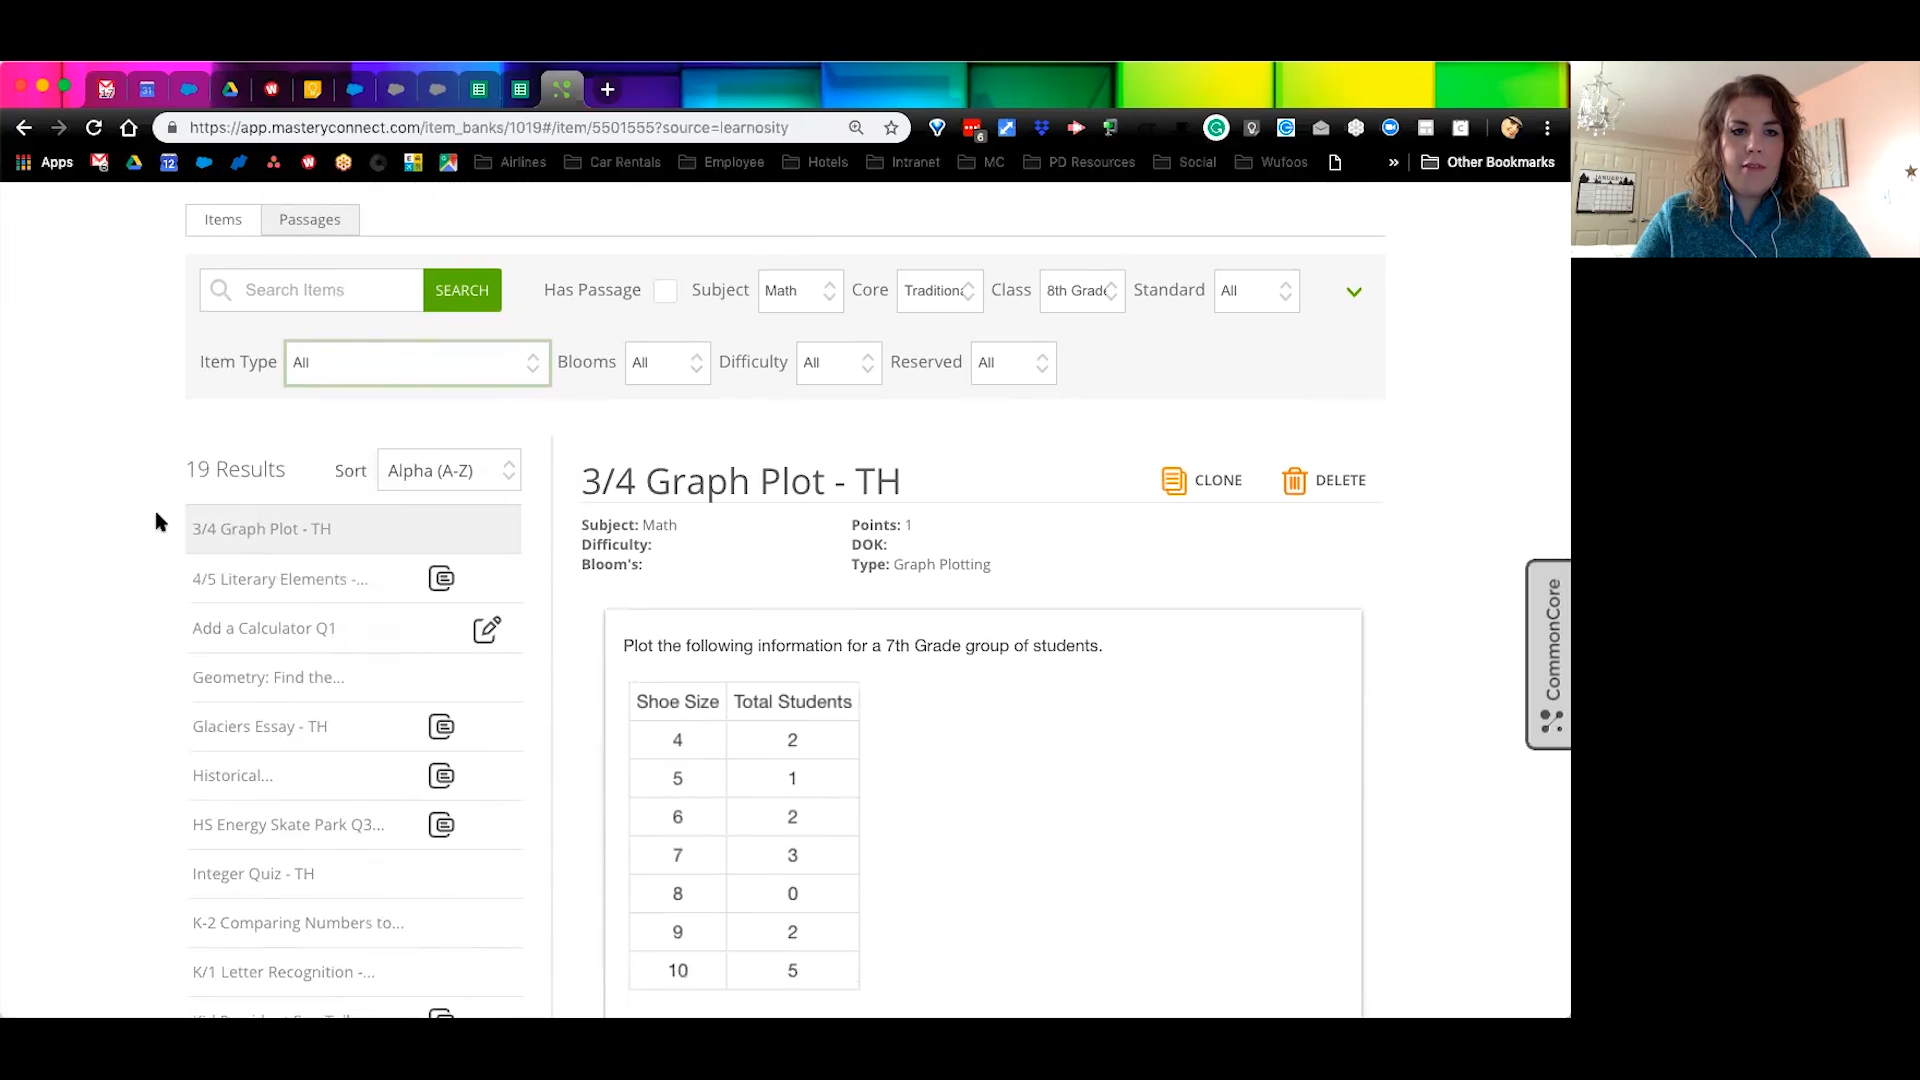 https://app.masteryconnect.com/item_banks/1019#/item/5501555?source=learnosity
Apps Airlines Car Rentals Employee Hotels Intranet MC PD Resources Social Wufoos » Other Bookmarks
Items Passages
Search Items SEARCH Has Passage Subject Math Core Traditiona Class 8th Grade Standard All
Item Type All Blooms All Difficulty All Reserved All
19 Results Sort Alpha (A-Z)
3/4 Graph Plot - TH
4/5 Literary Elements -...
Add a Calculator Q1
Geometry: Find the...
Glaciers Essay - TH
Historical...
HS Energy Skate Park Q3...
Integer Quiz - TH
K-2 Comparing Numbers to...
K/1 Letter Recognition -...
3/4 Graph Plot - TH CLONE DELETE
Subject: Math Points: 1
Difficulty: DOK:
Bloom's: Type: Graph Plotting
Plot the following information for a 7th Grade group of students.
Shoe Size Total Students
4 2
5 1
6 2
7 3
8 0
9 2
10 5
CommonCore
JANUARY